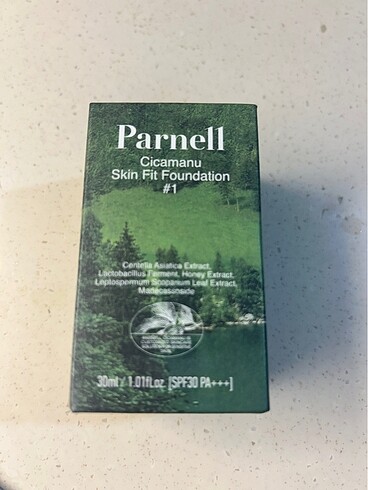 Parnell
Cicamanu
Skin Fit Foundation
#1
Centella Asiatica Extract,
Lactobacillus Ferment, Honey Extract,
Leptospermum Scoparium Leaf Extract,
Madecassoside
30ml / 1.01fl.oz. [SPF30 PA+++]